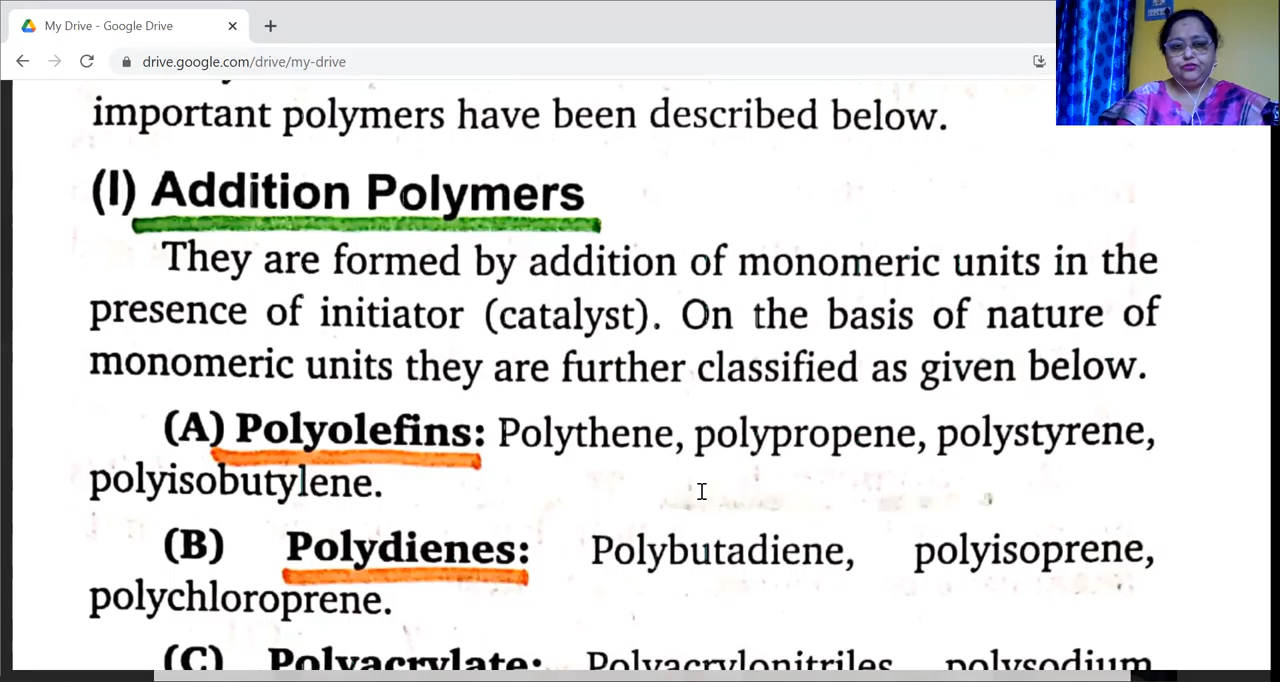 My Drive - Google Drive
drive.google.com/drive/my-drive
important polymers have been described below.
(I) Addition Polymers
They are formed by addition of monomeric units in the
presence of initiator (catalyst). On the basis of nature of
monomeric units they are further classified as given below.
(A) Polyolefins: Polythene, polypropene, polystyrene,
polyisobutylene.
(B) Polydienes: Polybutadiene, polyisoprene,
polychloroprene.
(C) Polyacrylate: Polyacrylonitriles, polysodium